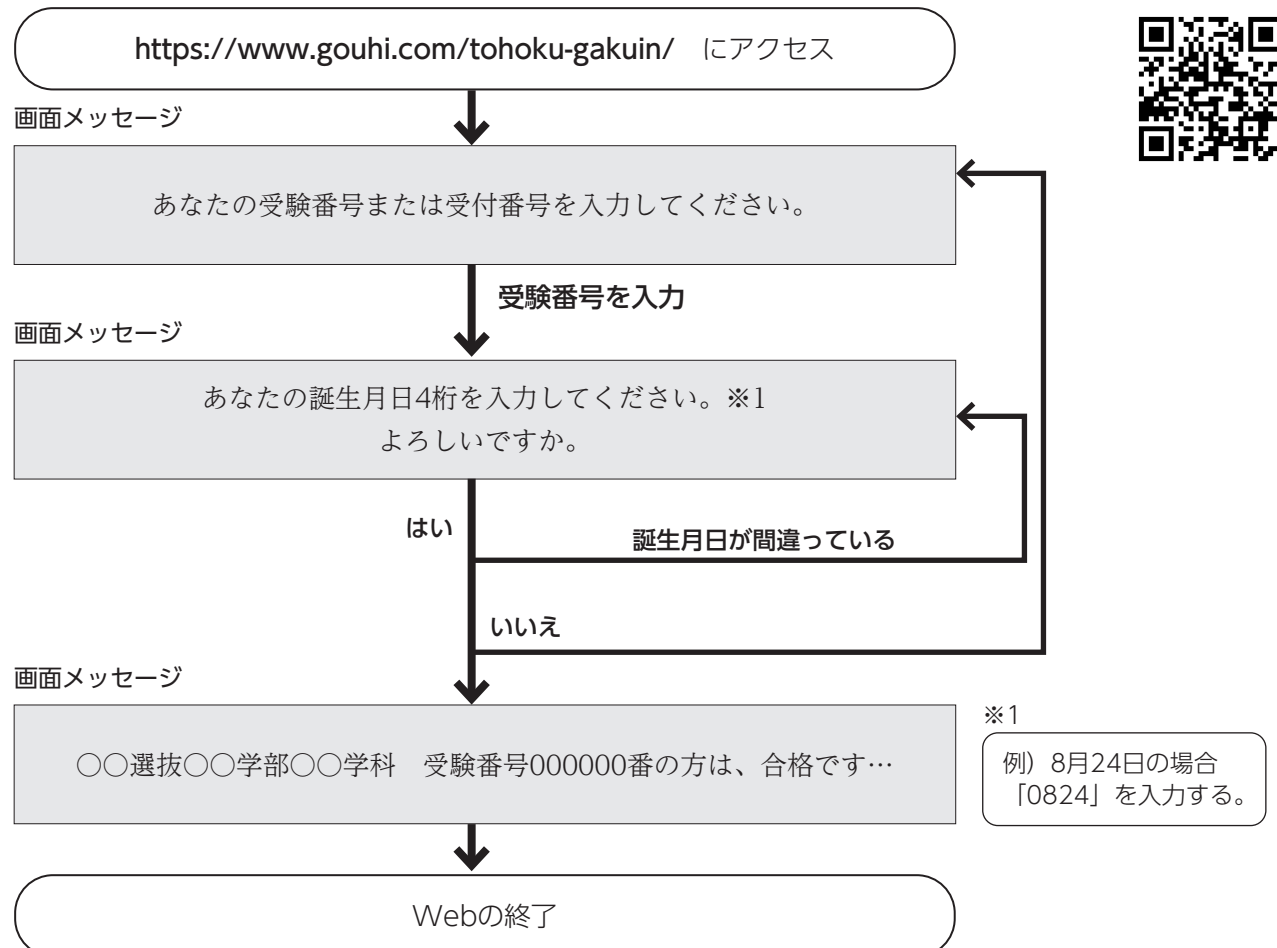 https://www.gouhi.com/tohoku-gakuin/　にアクセス
画面メッセージ
あなたの受験番号または受付番号を入力してください。
受験番号を入力
画面メッセージ
あなたの誕生月日4桁を入力してください。※1
よろしいですか。
はい
誕生月日が間違っている
いいえ
画面メッセージ
○○選抜○○学部○○学科　受験番号000000番の方は、合格です…
※1
例）8月24日の場合
「0824」を入力する。
Webの終了